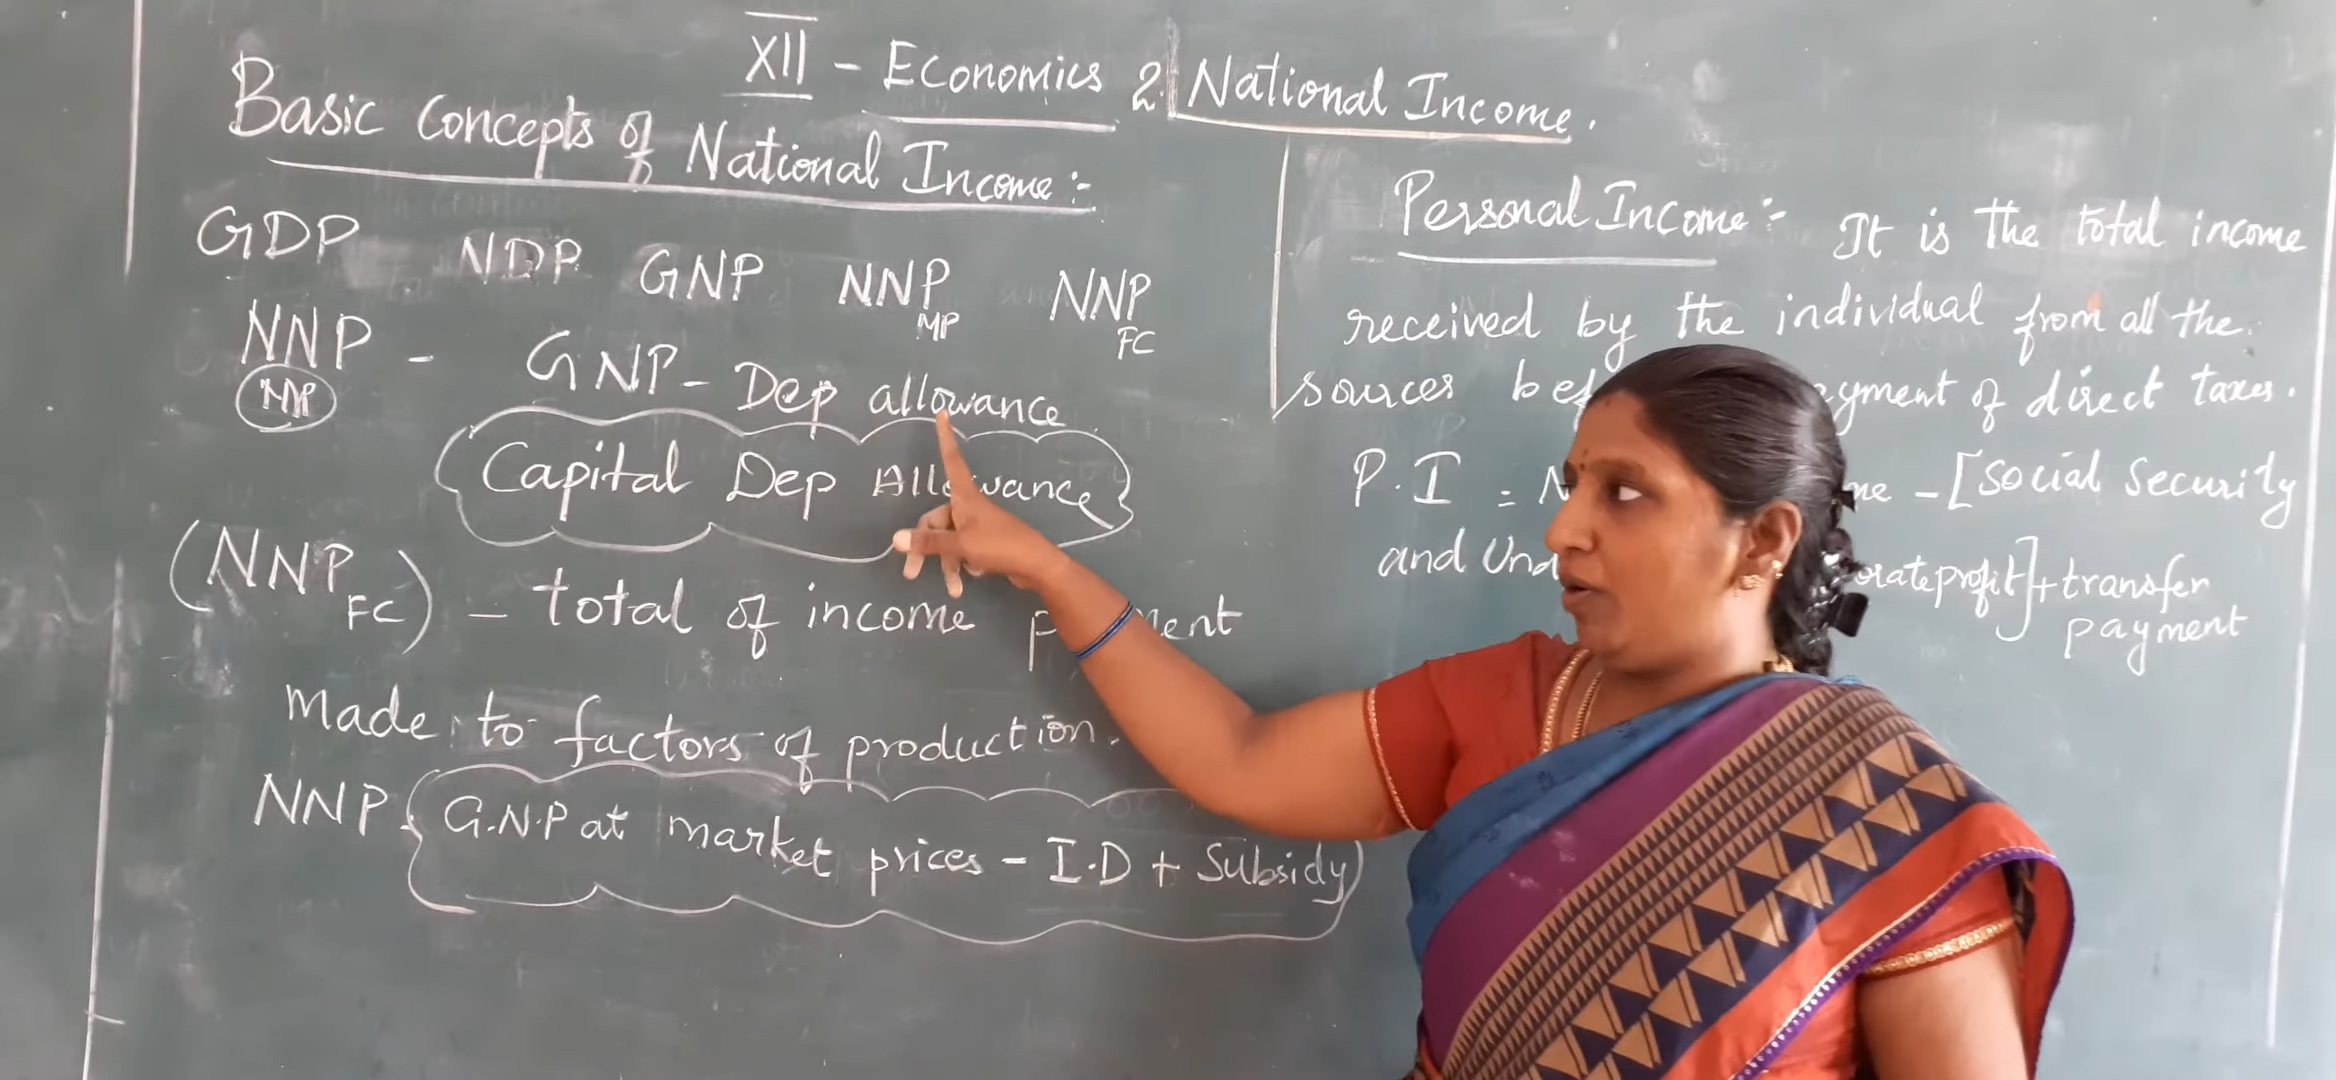 XII - Economics 2. National Income.
Basic Concepts of National Income:-
GDP NDP GNP NNP MP NNP FC
NNP MP - GNP - Dep allowance
Capital Dep Allowance
(NNP FC) - total of income
made to factors of production.
NNP G.N.P at market prices - I.D + Subsidy
Personal Income:- It is the total income
received by the individual from all the
sources of direct taxes.
P.I = - [Social Security
and profit] + transfer
payment